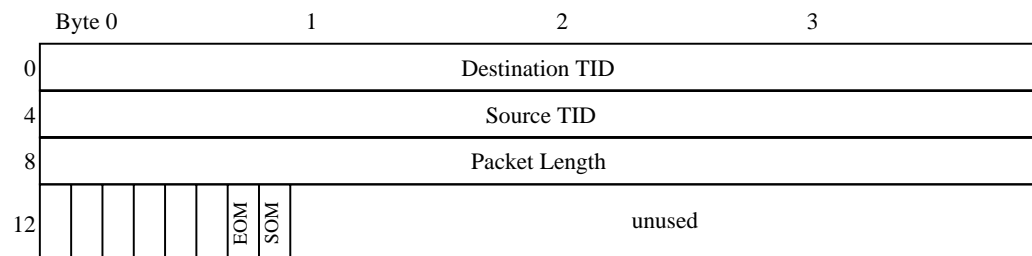 Byte 0 1 2 3
0 Destination TID
4 Source TID
8 Packet Length
12 EOM SOM unused